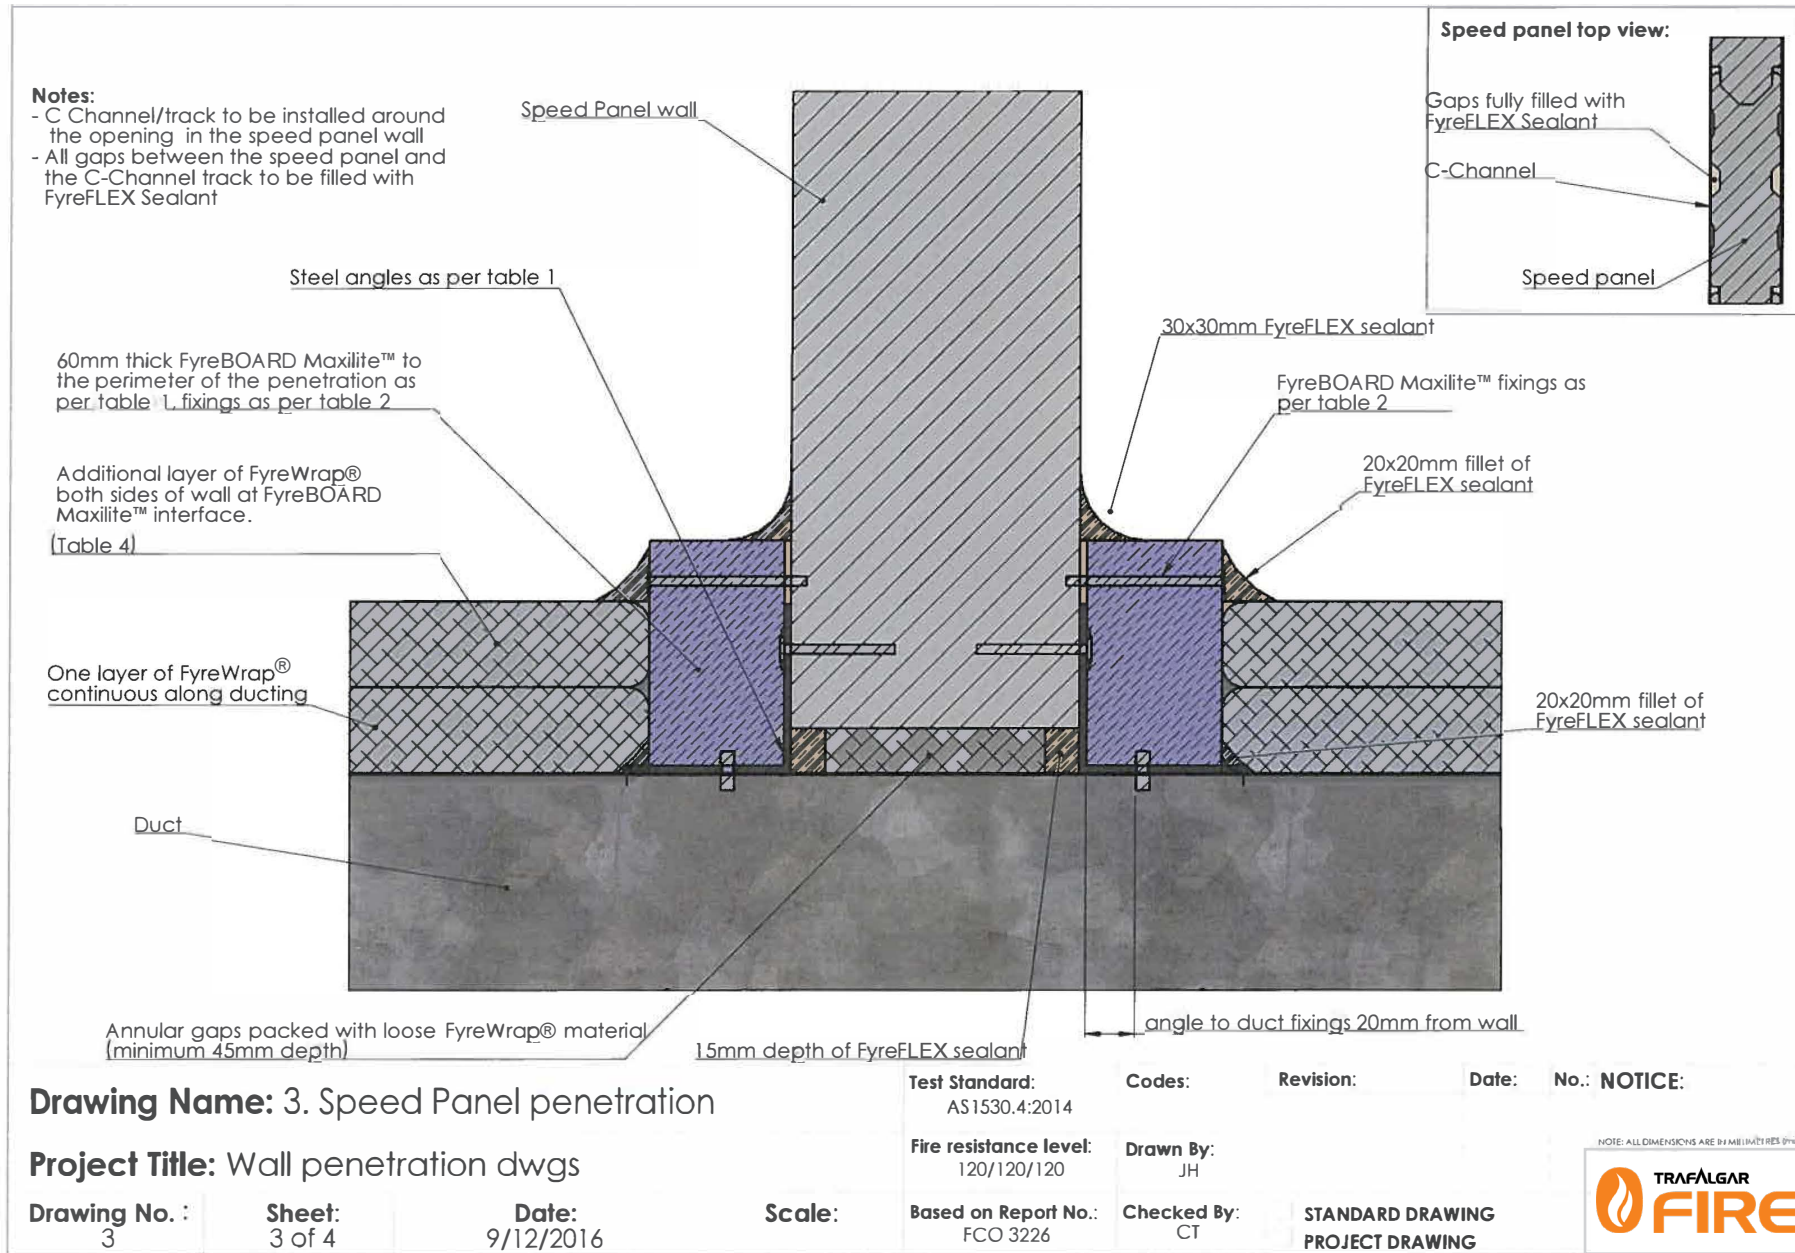 Notes:
- C Channel/track to be installed around
the opening in the speed panel wall
- All gaps between the speed panel and
the C-Channel track to be filled with
FyreFLEX Sealant
Speed Panel wall
Speed panel top view:
Gaps fully filled with
FyreFLEX Sealant
C-Channel
Speed panel
Steel angles as per table 1
30x30mm FyreFLEX sealant
60mm thick FyreBOARD Maxilite™ to
the perimeter of the penetration as
per table 1, fixings as per table 2
FyreBOARD Maxilite™ fixings as
per table 2
Additional layer of FyreWrap®
both sides of wall at FyreBOARD
Maxilite™ interface.
(Table 4)
20x20mm fillet of
FyreFLEX sealant
One layer of FyreWrap®
continuous along ducting
20x20mm fillet of
FyreFLEX sealant
Duct
Annular gaps packed with loose FyreWrap® material
(minimum 45mm depth)
15mm depth of FyreFLEX sealant
angle to duct fixings 20mm from wall
Drawing Name: 3. Speed Panel penetration
Project Title: Wall penetration dwgs
Drawing No. :
3
Sheet:
3 of 4
Date:
9/12/2016
Scale:
Test Standard:
AS1530.4:2014
Codes:
Revision:
Date:
No.:
NOTICE:
Fire resistance level:
120/120/120
Drawn By:
JH
Based on Report No.:
FCO 3226
Checked By:
CT
STANDARD DRAWING
PROJECT DRAWING
NOTE: ALL DIMENSIONS ARE IN MILLIMETRES
TRAFALGAR
FIRE